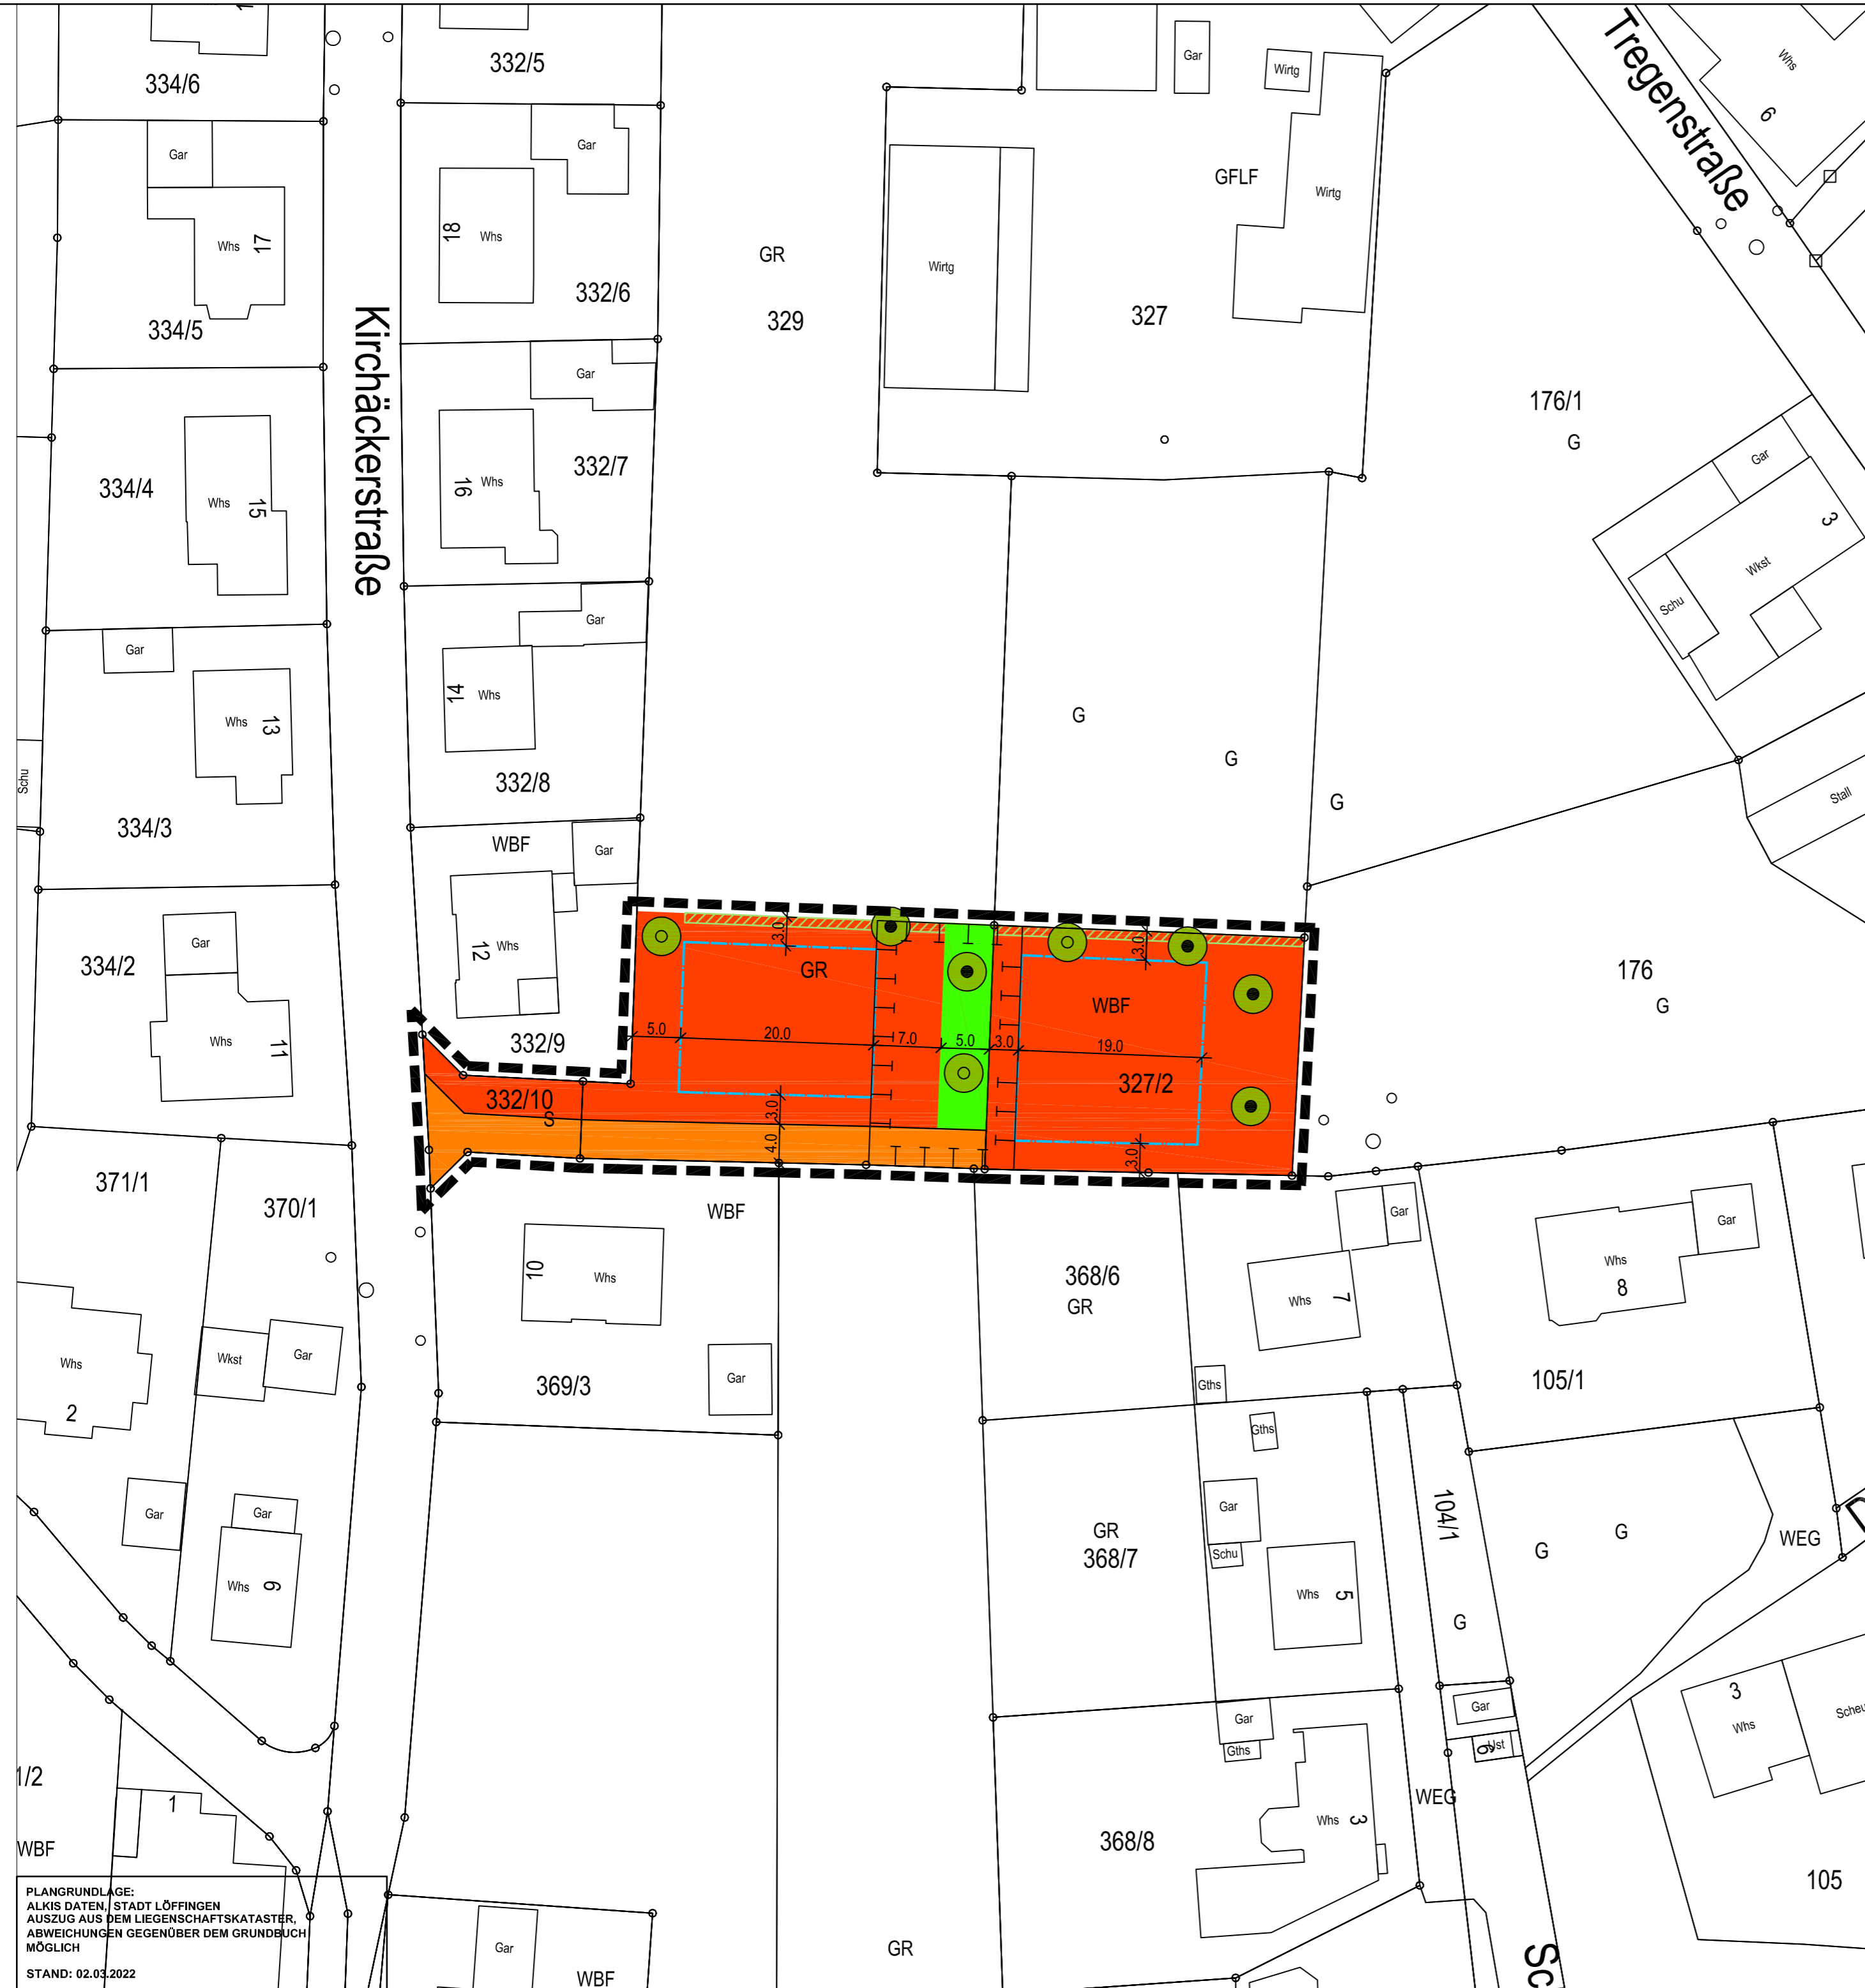 334/6
332/5
Gar
Wirtg
Tregenstraße
Whs
6
Gar
Gar
Whs
17
334/5
18
Whs
332/6
GR
329
Wirtg
GFLF
Wirtg
327
Kirchäckerstraße
Gar
176/1
G
334/4
Whs
15
16
Whs
332/7
Gar
3
Wkst
Schu
Gar
Gar
Whs
13
14
Whs
G
G
G
Schu
334/3
332/8
Stall
WBF
Gar
Gar
334/2
12
Whs
3.0
3.0
GR
WBF
176
G
Whs
11
332/9
5.0
20.0
7.0
5.0
3.0
19.0
327/2
332/10
S
3.0
4.0
3.0
371/1
370/1
WBF
Gar
Gar
10
Whs
368/6
GR
Whs
7
Whs
8
Whs
2
Wkst
Gar
369/3
Gar
Gths
105/1
Gths
Gar
Gar
Whs
Gar
Schu
GR
368/7
Whs
5
104/1
G
G
G
WEG
Gar
Gths
Gar
3
Whs
1/2
1
WBF
368/8
Whs
3
WEG
105
PLANGRUNDLAGE:
ALKIS DATEN, STADT LÖFFINGEN
AUSZUG AUS DEM LIEGENSCHAFTSKATASTER,
ABWEICHUNGEN GEGENÜBER DEM GRUNDBUCH
MÖGLICH
STAND: 02.03.2022
Gar
WBF
GR
Sc